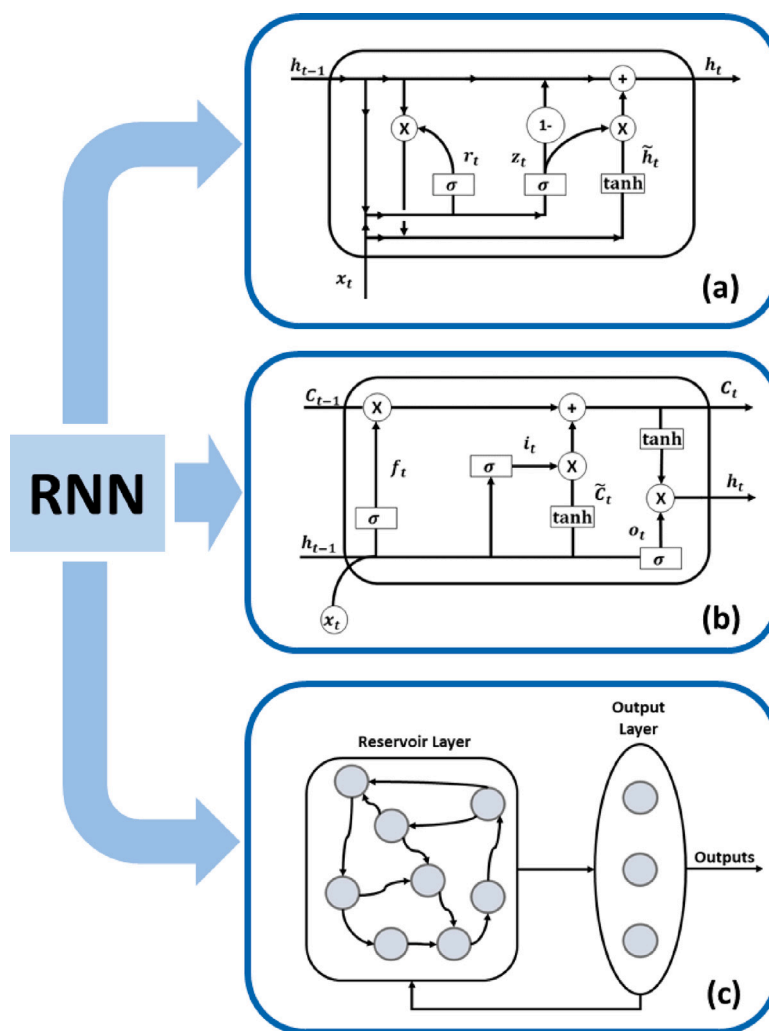 h_{t-1}
h_t
X
1-
X
+
r_t
z_t
h̃_t
σ
σ
tanh
x_t
(a)
RNN
C_{t-1}
C_t
X
+
tanh
f_t
i_t
σ
X
C̃_t
X
h_t
σ
tanh
o_t
h_{t-1}
σ
x_t
(b)
Reservoir Layer
Output
Layer
Outputs
(c)